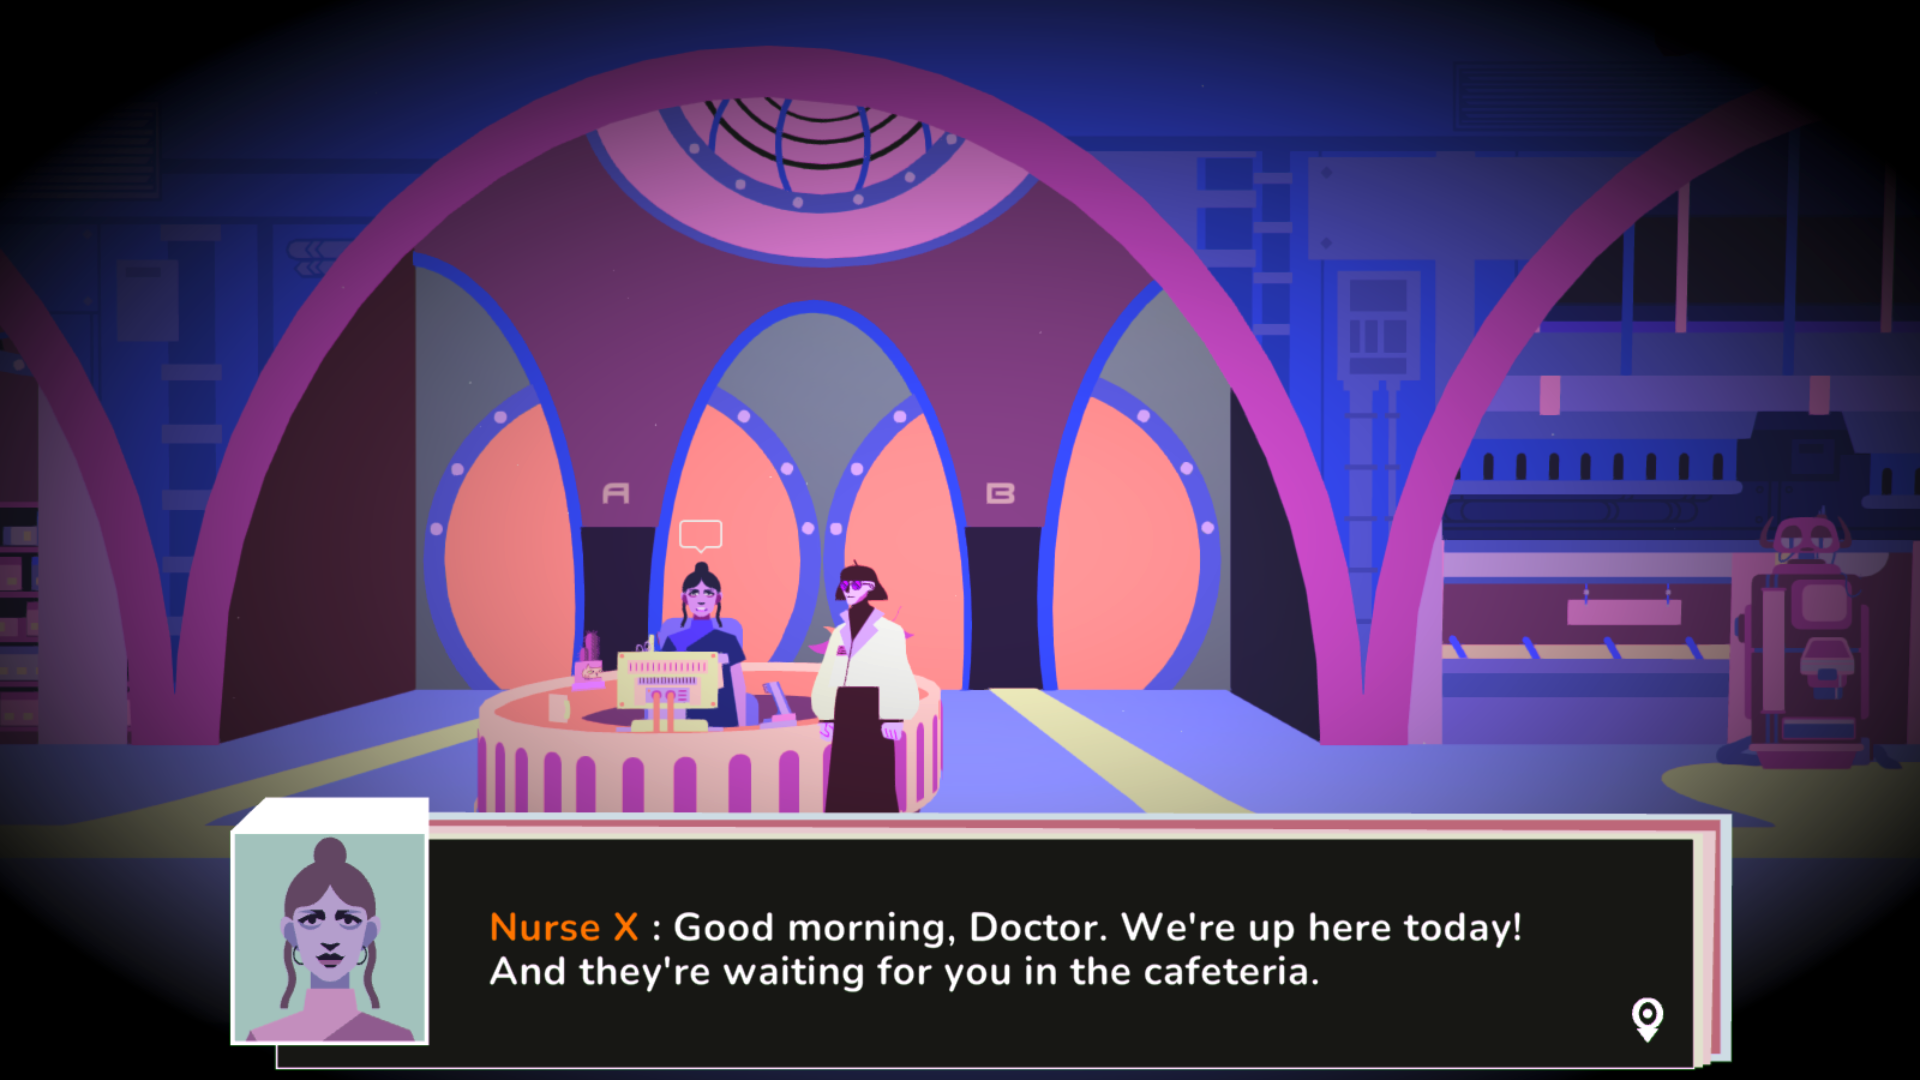 A
B
Nurse X : Good morning, Doctor. We're up here today!
And they're waiting for you in the cafeteria.